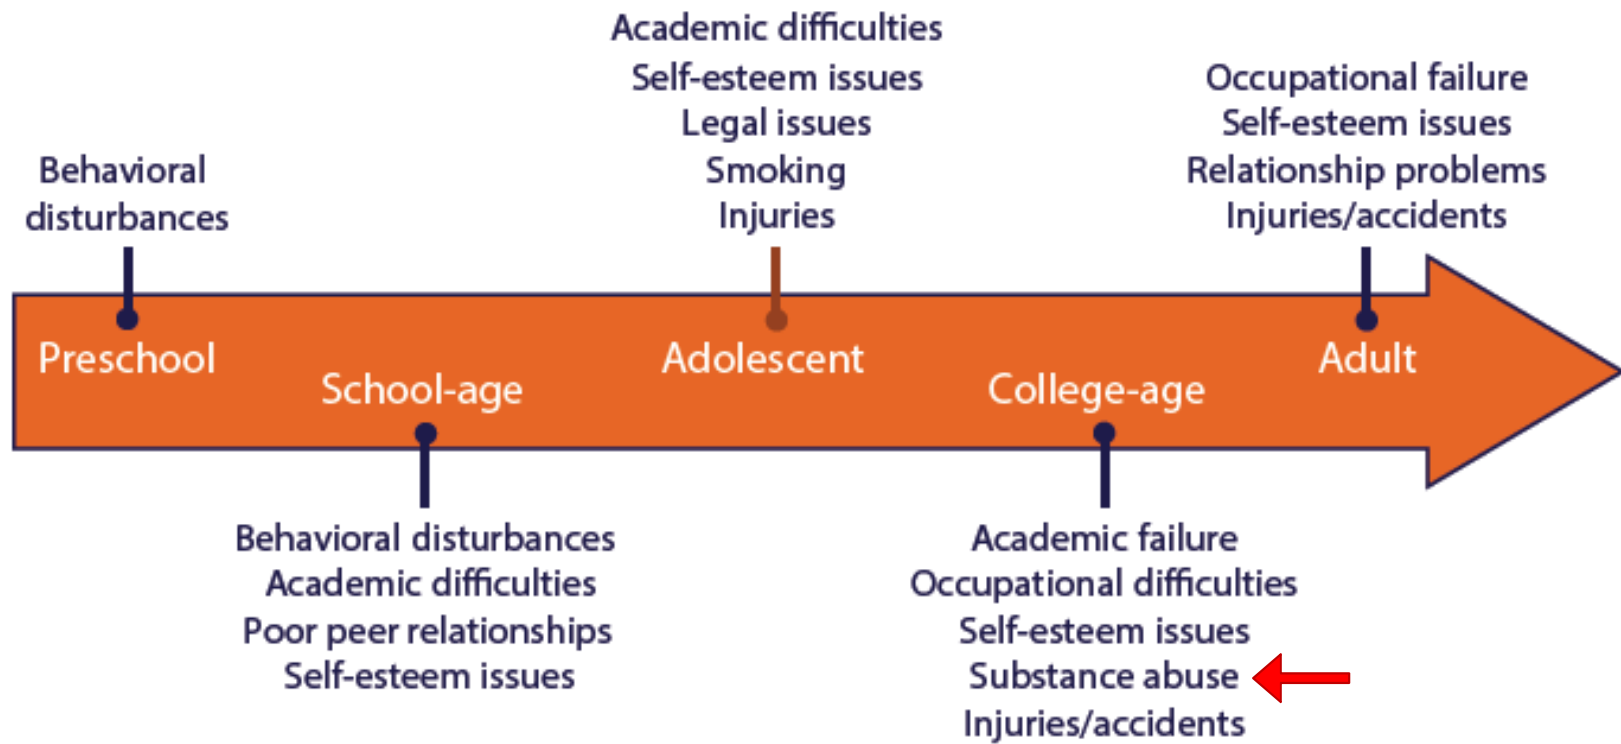 Behavioral
disturbances
Preschool
School-age
Behavioral disturbances
Academic difficulties
Poor peer relationships
Self-esteem issues
Academic difficulties
Self-esteem issues
Legal issues
Smoking
Injuries
Adolescent
College-age
Academic failure
Occupational difficulties
Self-esteem issues
Substance abuse
Injuries/accidents
Occupational failure
Self-esteem issues
Relationship problems
Injuries/accidents
Adult